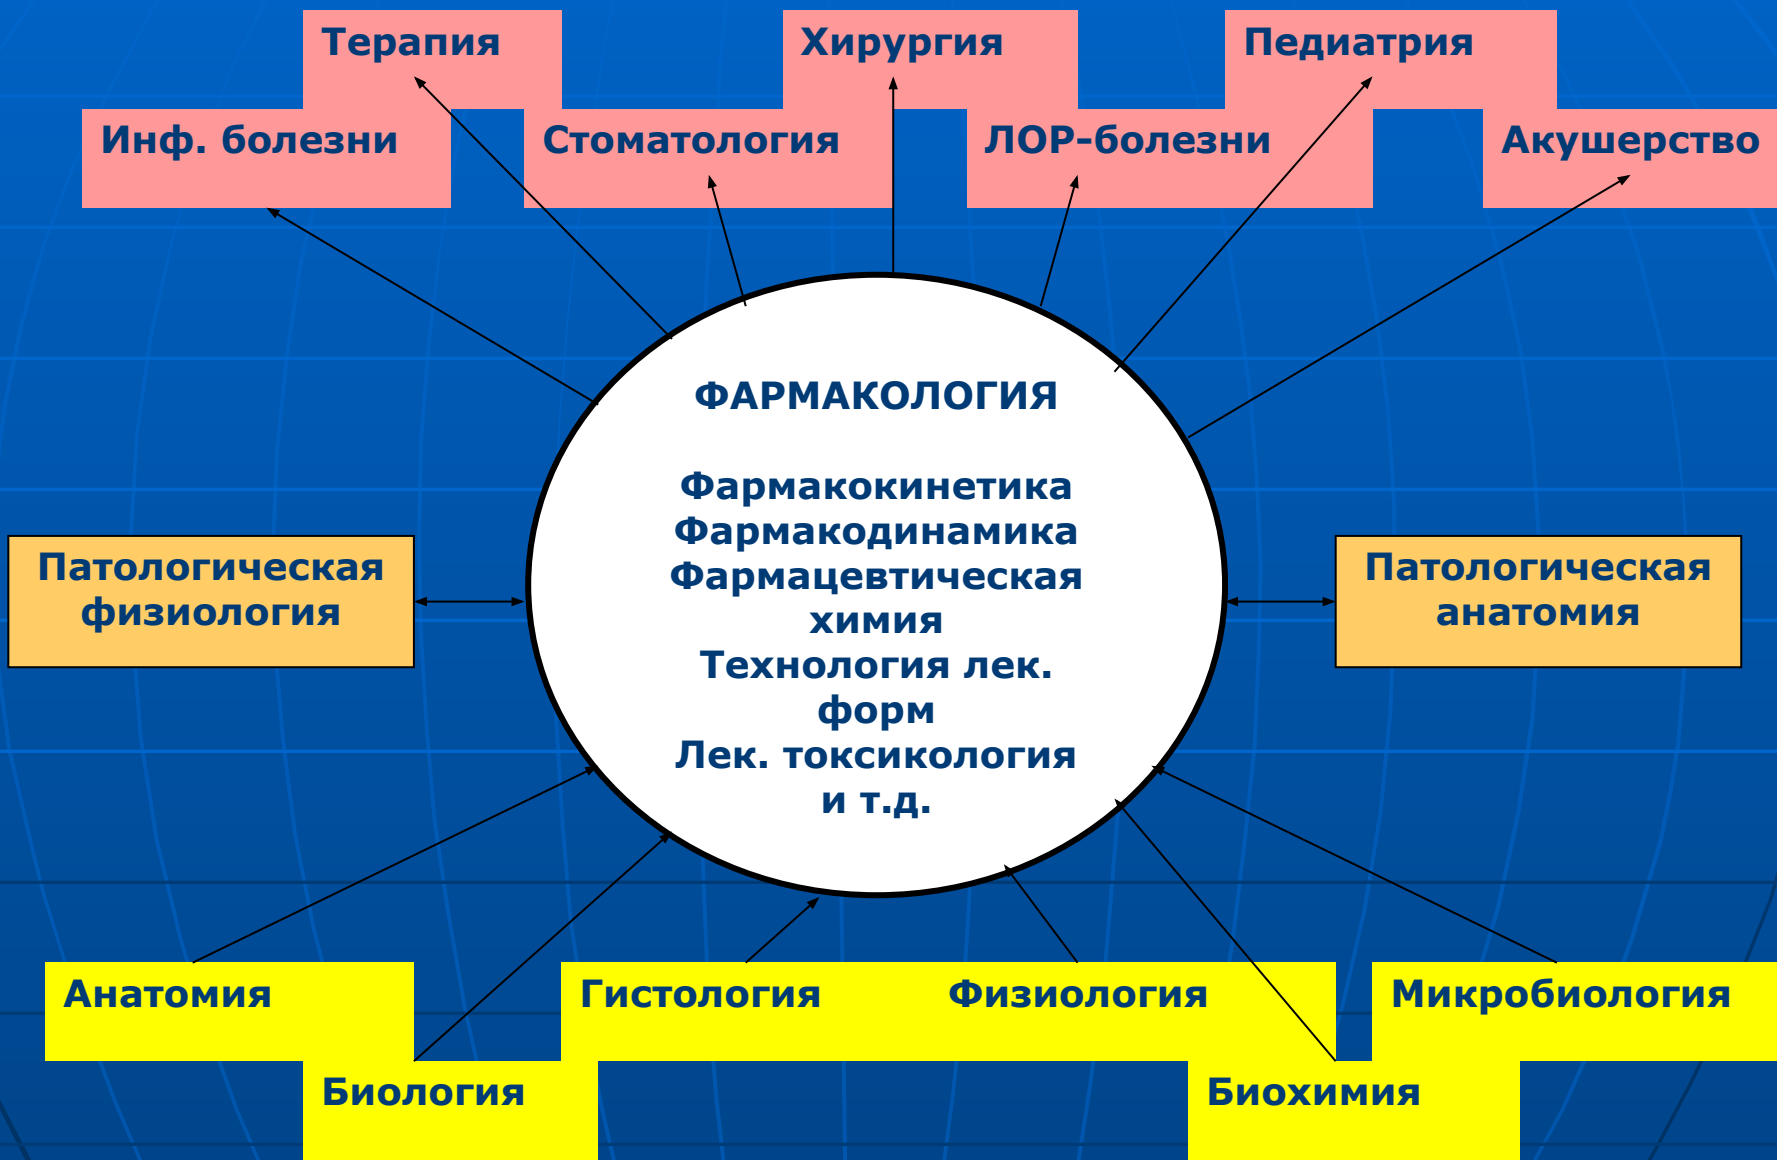 Терапия
Хирургия
Педиатрия
Инф. болезни
Стоматология
ЛОР-болезни
Акушерство
ФАРМАКОЛОГИЯ
Фармакокинетика
Фармакодинамика
Фармацевтическая
химия
Технология лек.
форм
Лек. токсикология
и т.д.
Патологическая
физиология
Патологическая
анатомия
Анатомия
Гистология
Физиология
Микробиология
Биология
Биохимия